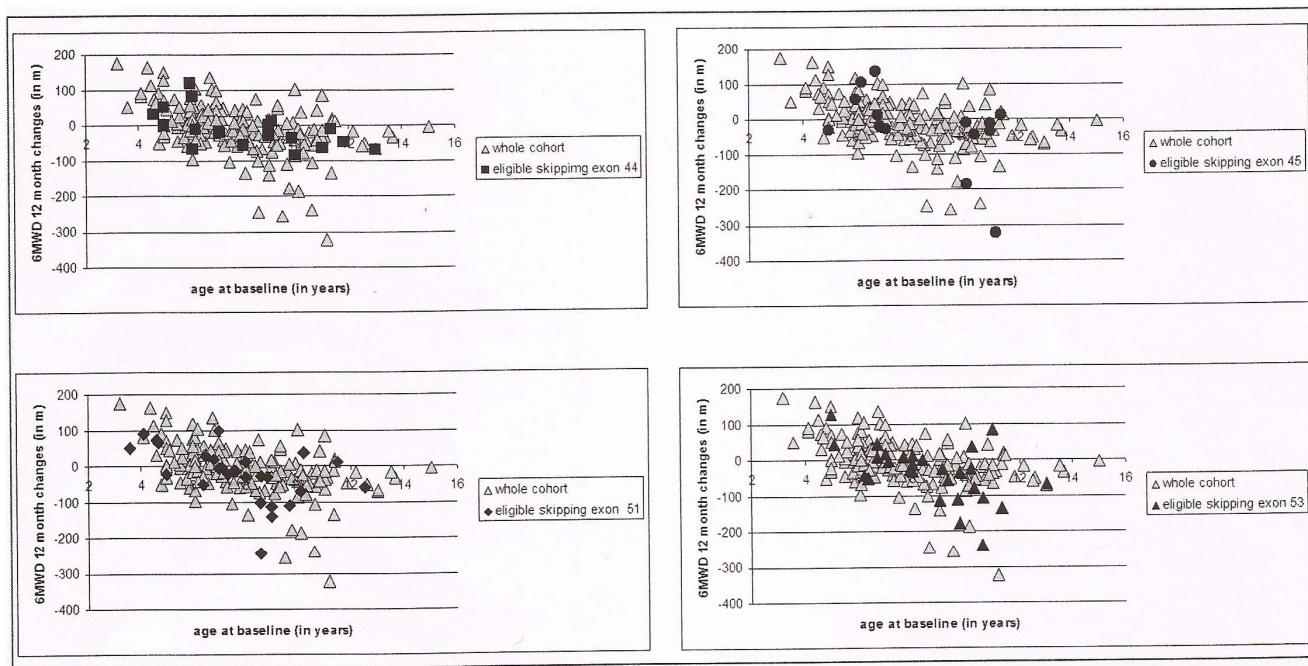 200
100
0
-100
-200
-300
-400
2
4
14
16
6MWD 12 month changes (in m)
age at baseline (in years)
whole cohort
eligible skippimg exon 44
200
100
0
-100
-200
-300
-400
2
4
12
14
16
6MWD 12 month changes (in m)
age at baseline (in years)
whole cohort
eligible skipping exon 45
200
100
0
-100
-200
-300
-400
2
4
12
14
16
6MWD 12 month changes (in m)
age at baseline (in years)
whole cohort
eligible skipping exon 51
200
100
0
-100
-200
-300
-400
2
4
14
16
6MWD 12 month changes (in m)
age at baseline (in years)
whole cohort
eligible skipping exon 53